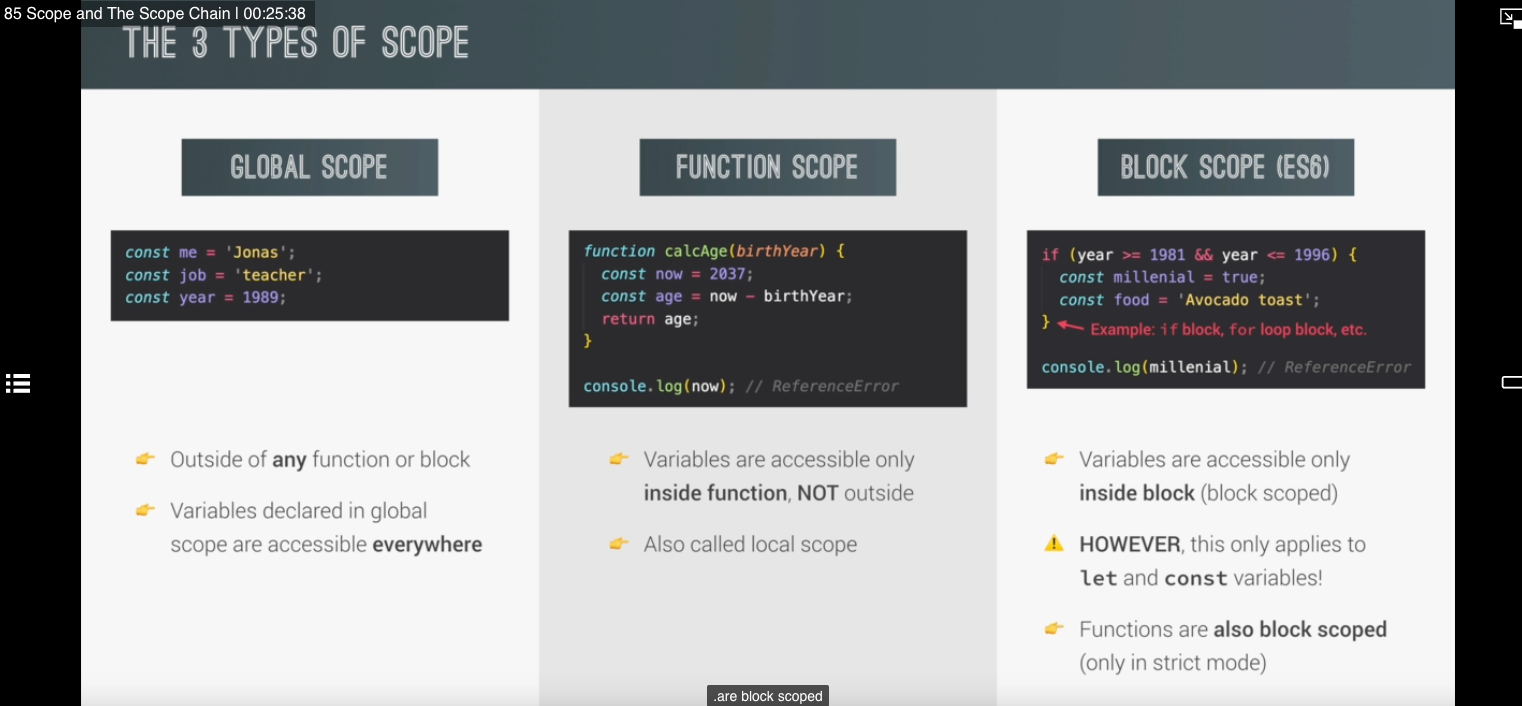 85 Scope and The Scope Chain | 00:25:38
THE 3 TYPES OF SCOPE
GLOBAL SCOPE
const me = 'Jonas';
const job = 'teacher';
const year = 1989;
Outside of any function or block
Variables declared in global
scope are accessible everywhere
FUNCTION SCOPE
function calcAge(birthYear) {
const now = 2037;
const age = now - birthYear;
return age;
}
console.log(now); // ReferenceError
Variables are accessible only
inside function, NOT outside
Also called local scope
BLOCK SCOPE (ES6)
if (year >= 1981 && year <= 1996) {
const millenial = true;
const food = 'Avocado toast';
}
Example: if block, for loop block, etc.
console.log(millenial); // ReferenceError
Variables are accessible only
inside block (block scoped)
HOWEVER, this only applies to
let and const variables!
Functions are also block scoped
(only in strict mode)
.are block scoped